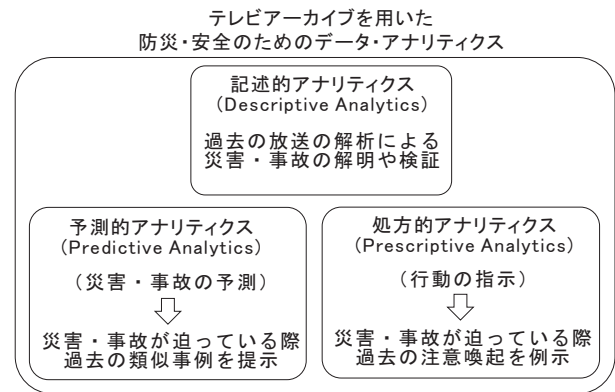 テレビアーカイブを用いた
防災・安全のためのデータ・アナリティクス
記述的アナリティクス
(Descriptive Analytics)
過去の放送の解析による
災害・事故の解明や検証
予測的アナリティクス
(Predictive Analytics)
(災害・事故の予測)
災害・事故が迫っている際
過去の類似事例を提示
処方的アナリティクス
(Prescriptive Analytics)
(行動の指示)
災害・事故が迫っている際
過去の注意喚起を例示